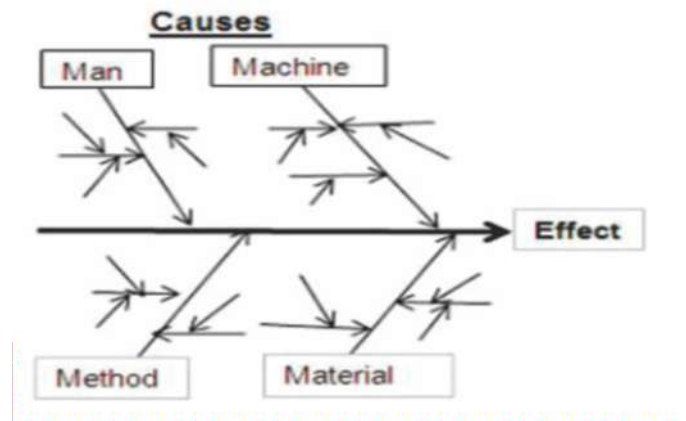 Causes
Man
Machine
Effect
Method
Material